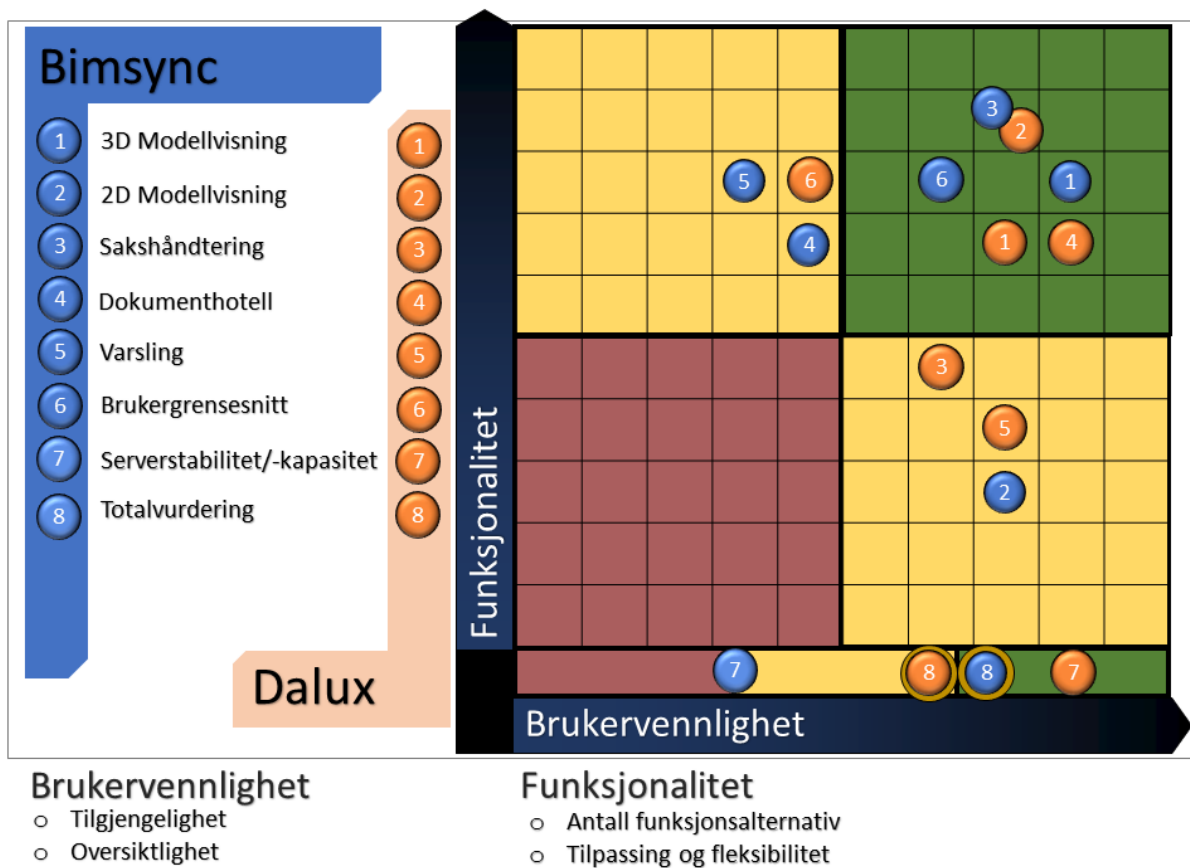 Bimsync
1 3D Modellvisning 1
2 2D Modellvisning 2
3 Sakshåndtering 3
4 Dokumenthotell 4
5 Varsling 5
6 Brukergrensesnitt 6
7 Serverstabilitet/-kapasitet 7
8 Totalvurdering 8
Dalux
Funksjonalitet
3
2
5 6 6 1
4 1 4
3
5
2
7 8 8 7
Brukervennlighet
Brukervennlighet
o Tilgjengelighet
o Oversiktlighet
Funksjonalitet
o Antall funksjonsalternativ
o Tilpassing og fleksibilitet